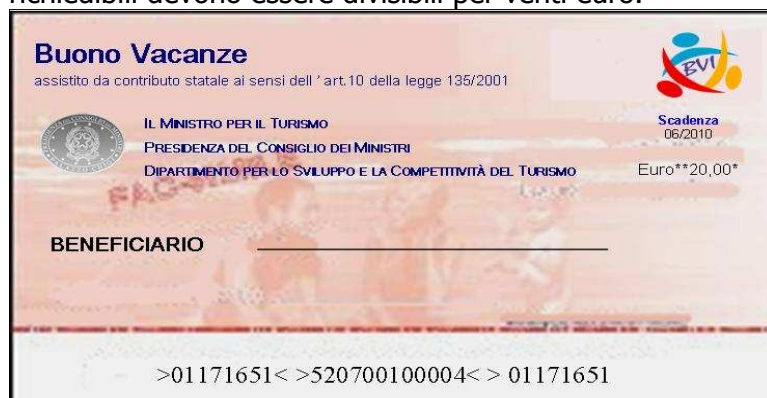 richiedibili devono essere divisibili per venti euro.
Buono Vacanze
assistito da contributo statale ai sensi dell ' art.10 della legge 135/2001
BVI
IL MINISTRO PER IL TURISMO
PRESIDENZA DEL CONSIGLIO DEI MINISTRI
DIPARTIMENTO PER LO SVILUPPO E LA COMPETITIVITÀ DEL TURISMO
Scadenza
06/2010
Euro**20,00*
FAC-SIMILE
BENEFICIARIO
>01171651< >520700100004< > 01171651